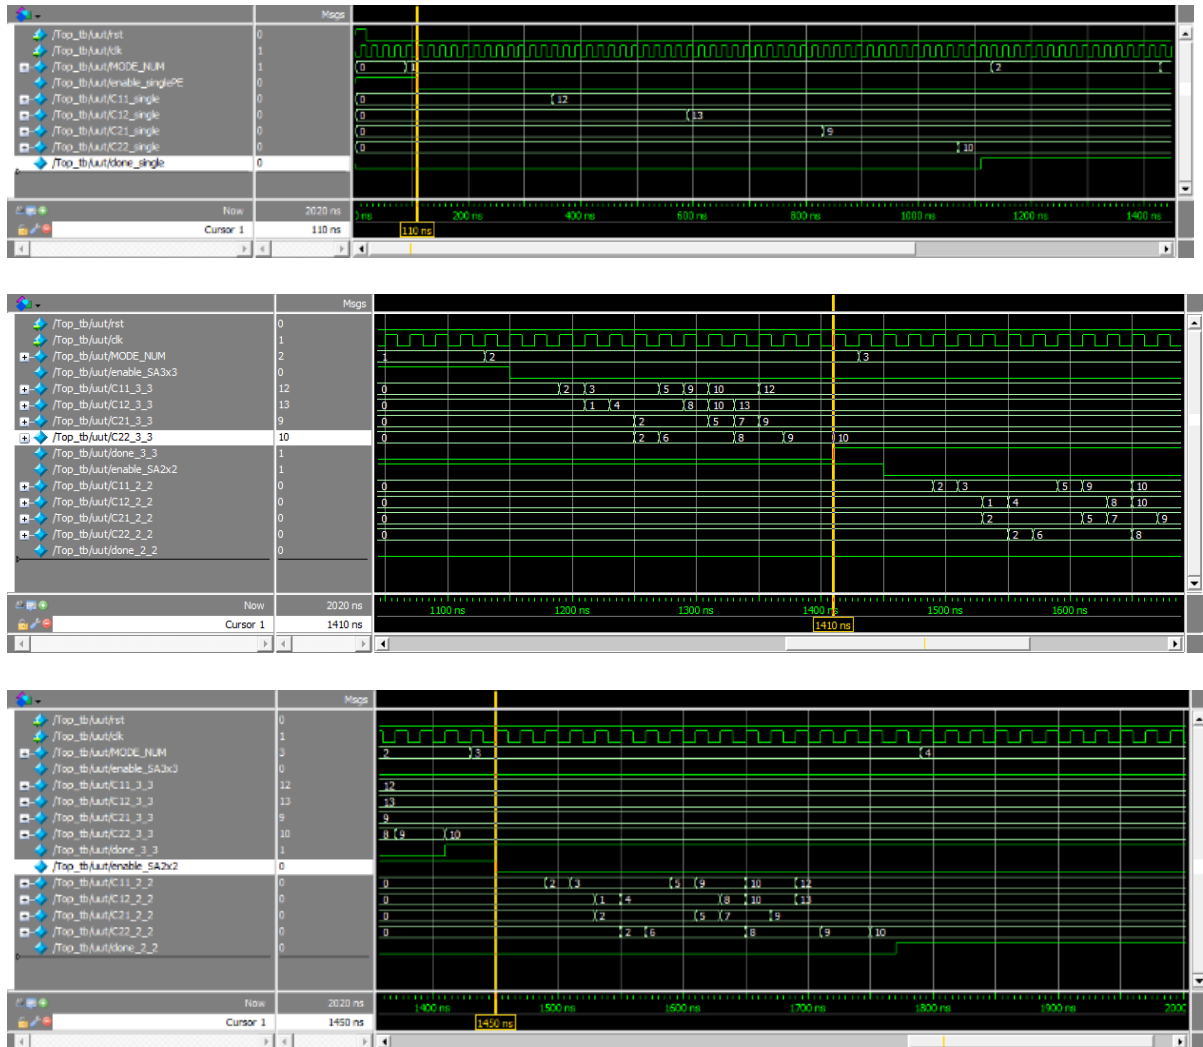 Msgs
/Top_tb/uut/rst 0
/Top_tb/uut/clk 1
/Top_tb/uut/MODE_NUM 1 0 1 2
/Top_tb/uut/enable_singlePE 0
/Top_tb/uut/C11_single 0 0 12
/Top_tb/uut/C12_single 0 0 13
/Top_tb/uut/C21_single 0 0 9
/Top_tb/uut/C22_single 0 0 10
/Top_tb/uut/done_single 0
Now 2020 ns 0 ns 200 ns 400 ns 600 ns 800 ns 1000 ns 1200 ns 1400 ns
Cursor 1 110 ns 110 ns
Msgs
/Top_tb/uut/rst 0
/Top_tb/uut/clk 1
/Top_tb/uut/MODE_NUM 2 1 2 3
/Top_tb/uut/enable_SA3x3 0
/Top_tb/uut/C11_3_3 12 0 2 3 5 9 10 12
/Top_tb/uut/C12_3_3 13 0 1 4 8 10 13
/Top_tb/uut/C21_3_3 9 0 2 5 7 9
/Top_tb/uut/C22_3_3 10 0 2 6 8 9 10
/Top_tb/uut/done_3_3 1
/Top_tb/uut/enable_SA2x2 1
/Top_tb/uut/C11_2_2 0 0 2 3 5 9 10
/Top_tb/uut/C12_2_2 0 0 1 4 8 10
/Top_tb/uut/C21_2_2 0 0 2 5 7 9
/Top_tb/uut/C22_2_2 0 0 2 6 8
/Top_tb/uut/done_2_2 0
Now 2020 ns 1100 ns 1200 ns 1300 ns 1400 ns 1500 ns 1600 ns
Cursor 1 1410 ns 1410 ns
Msgs
/Top_tb/uut/rst 0
/Top_tb/uut/clk 1
/Top_tb/uut/MODE_NUM 3 2 3 4
/Top_tb/uut/enable_SA3x3 0
/Top_tb/uut/C11_3_3 12 12
/Top_tb/uut/C12_3_3 13 13
/Top_tb/uut/C21_3_3 9 9
/Top_tb/uut/C22_3_3 10 8 9 10
/Top_tb/uut/done_3_3 1
/Top_tb/uut/enable_SA2x2 0
/Top_tb/uut/C11_2_2 0 0 2 3 5 9 10 12
/Top_tb/uut/C12_2_2 0 0 1 4 8 10 13
/Top_tb/uut/C21_2_2 0 0 2 5 7 9
/Top_tb/uut/C22_2_2 0 0 2 6 8 9 10
/Top_tb/uut/done_2_2 0
Now 2020 ns 1400 ns 1500 ns 1600 ns 1700 ns 1800 ns 1900 ns 2000
Cursor 1 1450 ns 1450 ns